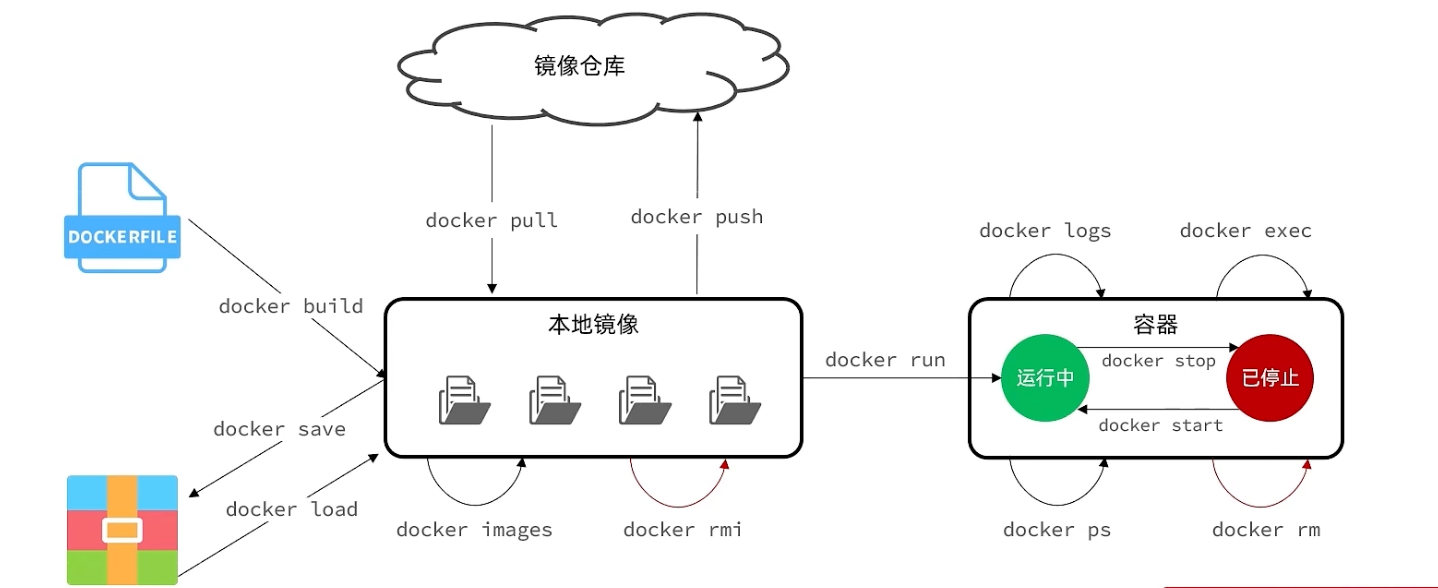 镜像仓库
DOCKERFILE
docker pull
docker push
docker logs
docker exec
docker build
本地镜像
容器
docker run
运行中
docker stop
已停止
docker start
docker save
docker load
docker images
docker rmi
docker ps
docker rm